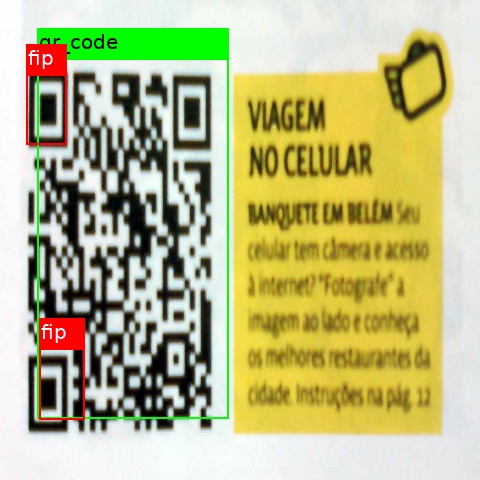 qr_code
fip
VIAGEM
NO CELULAR
BANQUETE EM BELÉM Seu
celular tem câmera e acesso
à internet? "Fotografe" a
imagem ao lado e conheça
os melhores restaurantes da
cidade. Instruções na pág. 12
fip